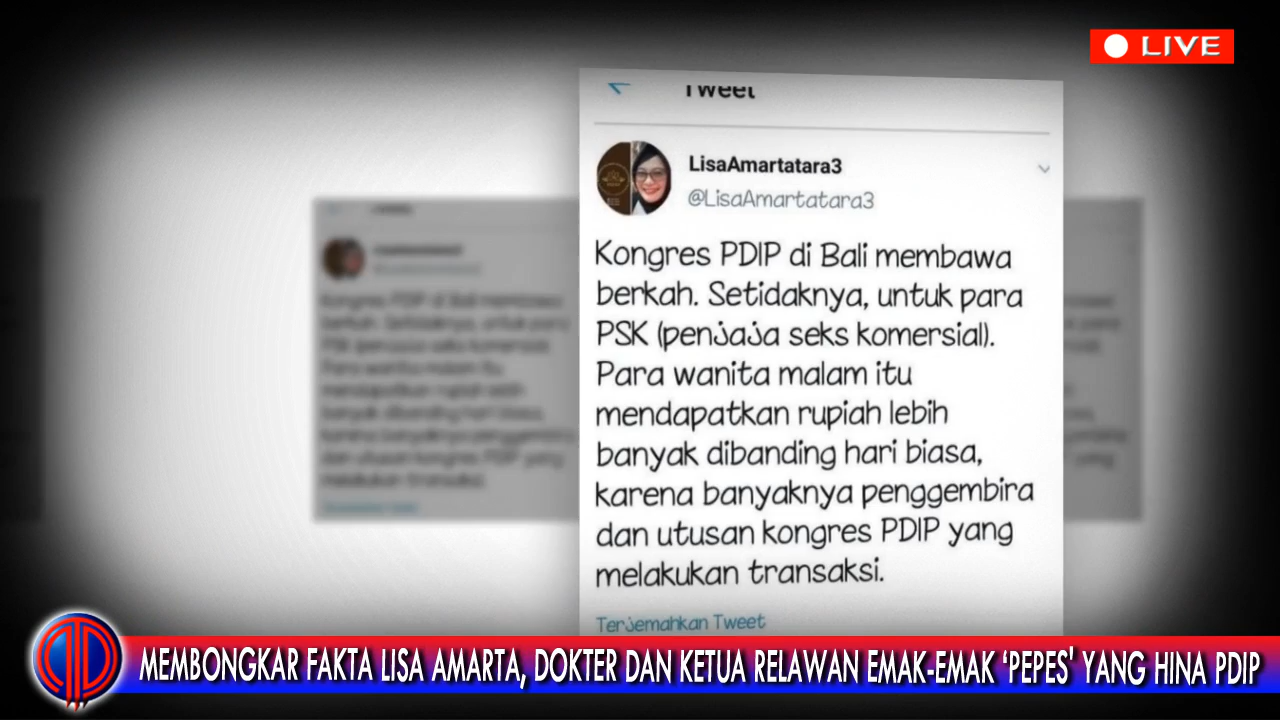 LIVE
Tweet
LisaAmartatara3
@LisaAmartatara3
Kongres PDIP di Bali membawa
berkah. Setidaknya, untuk para
PSK (penjaja seks komersial).
Para wanita malam itu
mendapatkan rupiah lebih
banyak dibanding hari biasa,
karena banyaknya penggembira
dan utusan kongres PDIP yang
melakukan transaksi.
Terjemahkan Tweet
MEMBONGKAR FAKTA LISA AMARTA, DOKTER DAN KETUA RELAWAN EMAK-EMAK ‘PEPES' YANG HINA PDIP